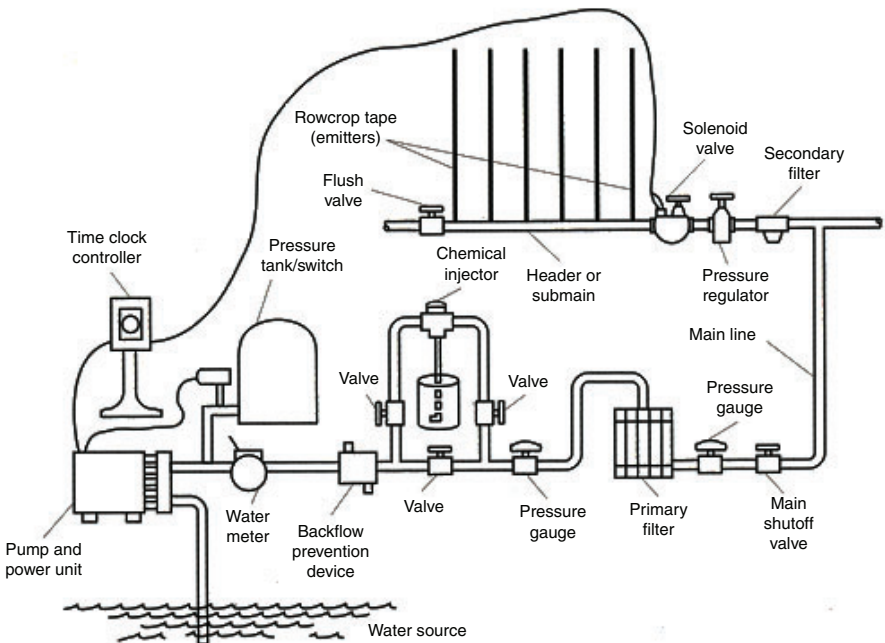 Rowcrop tape
(emitters)
Solenoid
valve
Secondary
filter
Flush
valve
Time clock
controller
Pressure
tank/switch
Chemical
injector
Header or
submain
Pressure
regulator
Main line
Valve
Valve
Pressure
gauge
Water
meter
Backflow
prevention
device
Valve
Pressure
gauge
Primary
filter
Main
shutoff
valve
Pump and
power unit
Water source